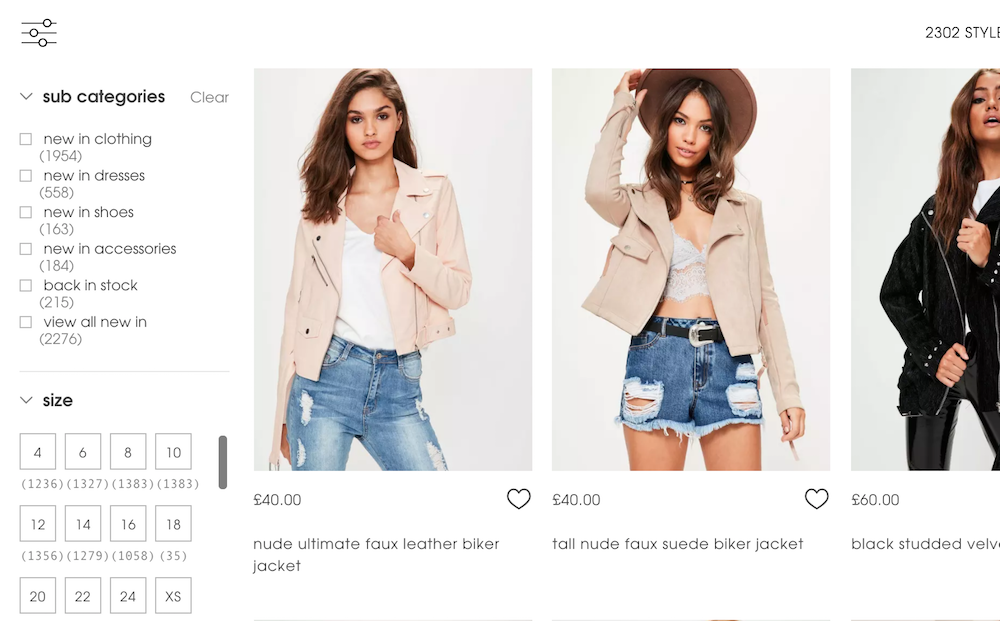 2302 STYLE
sub categories Clear
new in clothing
(1954)
new in dresses
(558)
new in shoes
(163)
new in accessories
(184)
back in stock
(215)
view all new in
(2276)
size
4 6 8 10
(1236) (1327) (1383) (1383)
12 14 16 18
(1356) (1279) (1058) (35)
20 22 24 XS
£40.00
nude ultimate faux leather biker
jacket
£40.00
tall nude faux suede biker jacket
£60.00
black studded velve